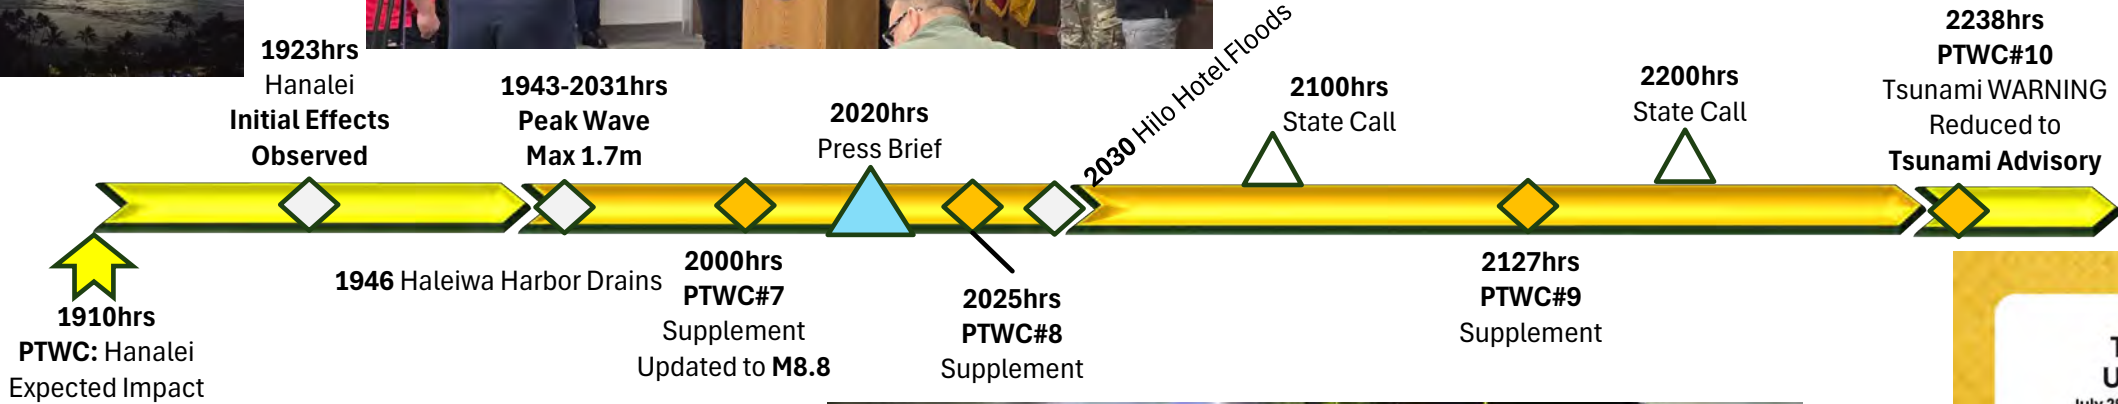 1923hrs
Hanalei
Initial Effects
Observed
1943-2031hrs
Peak Wave
Max 1.7m
2020hrs
Press Brief
2030 Hilo Hotel Floods
2100hrs
State Call
2200hrs
State Call
2238hrs
PTWC#10
Tsunami WARNING
Reduced to
Tsunami Advisory
1910hrs
PTWC: Hanalei
Expected Impact
1946 Haleiwa Harbor Drains
2000hrs
PTWC#7
Supplement
Updated to M8.8
2025hrs
PTWC#8
Supplement
2127hrs
PTWC#9
Supplement